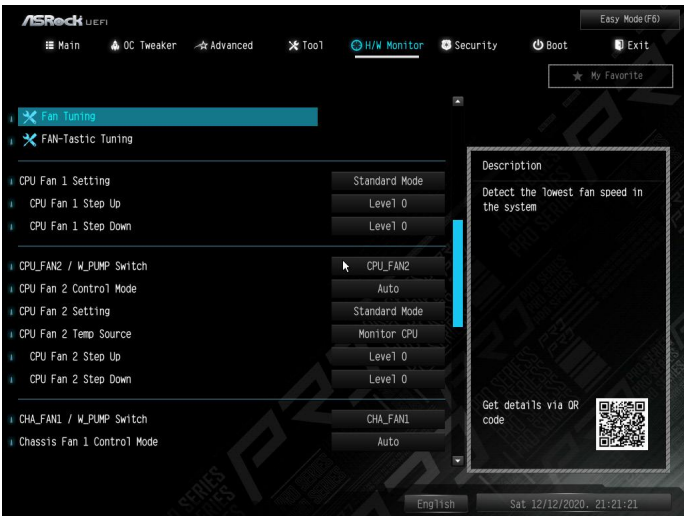 ASRock UEFI
Easy Mode(F6)
Main OC Tweaker Advanced Tool H/W Monitor Security Boot Exit
My Favorite
Fan Tuning
FAN-Tastic Tuning
CPU Fan 1 Setting Standard Mode
CPU Fan 1 Step Up Level 0
CPU Fan 1 Step Down Level 0
CPU_FAN2 / W_PUMP Switch CPU_FAN2
CPU Fan 2 Control Mode Auto
CPU Fan 2 Setting Standard Mode
CPU Fan 2 Temp Source Monitor CPU
CPU Fan 2 Step Up Level 0
CPU Fan 2 Step Down Level 0
CHA_FAN1 / W_PUMP Switch CHA_FAN1
Chassis Fan 1 Control Mode Auto
Description
Detect the lowest fan speed in
the system
Get details via QR
code
English
Sat 12/12/2020. 21:21:21